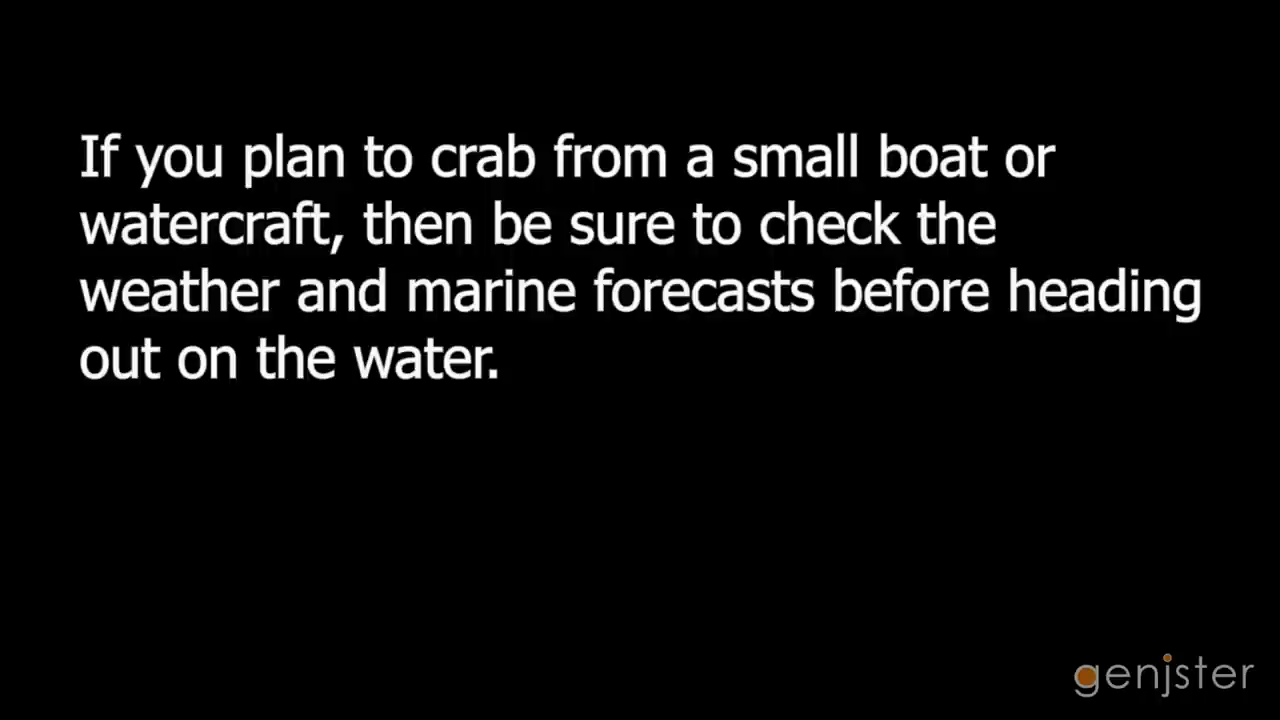 If you plan to crab from a small boat or
watercraft, then be sure to check the
weather and marine forecasts before heading
out on the water.
genjster